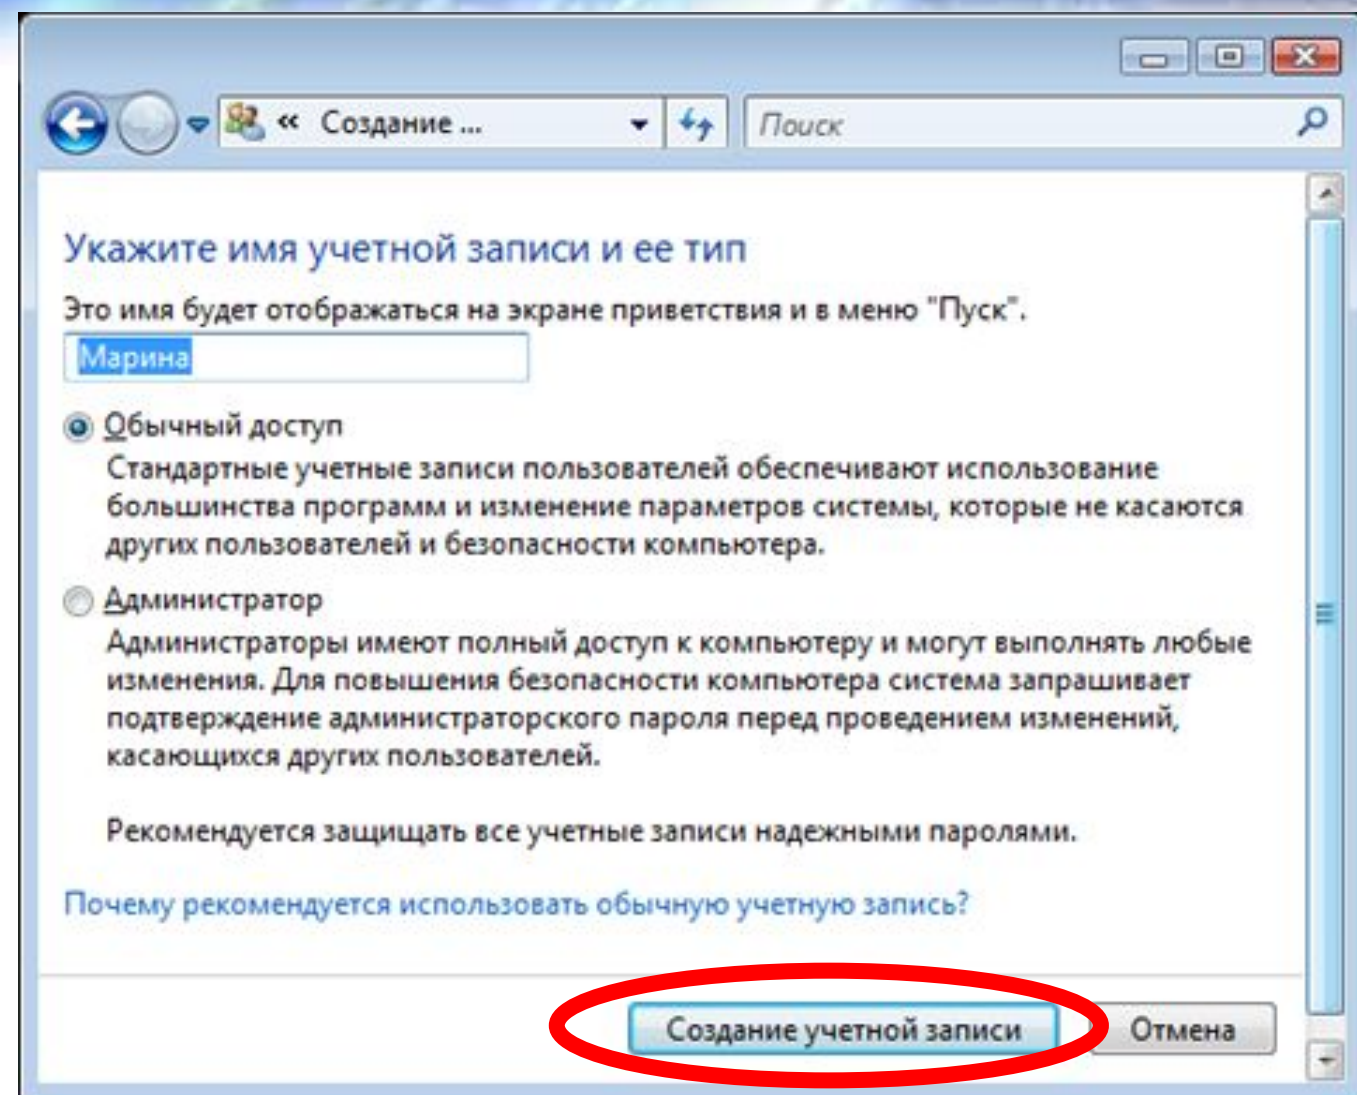 « Создание ...
Поиск
Укажите имя учетной записи и ее тип
Это имя будет отображаться на экране приветствия и в меню "Пуск".
Марина
Обычный доступ
Стандартные учетные записи пользователей обеспечивают использование
большинства программ и изменение параметров системы, которые не касаются
других пользователей и безопасности компьютера.
Администратор
Администраторы имеют полный доступ к компьютеру и могут выполнять любые
изменения. Для повышения безопасности компьютера система запрашивает
подтверждение администраторского пароля перед проведением изменений,
касающихся других пользователей.
Рекомендуется защищать все учетные записи надежными паролями.
Почему рекомендуется использовать обычную учетную запись?
Создание учетной записи
Отмена